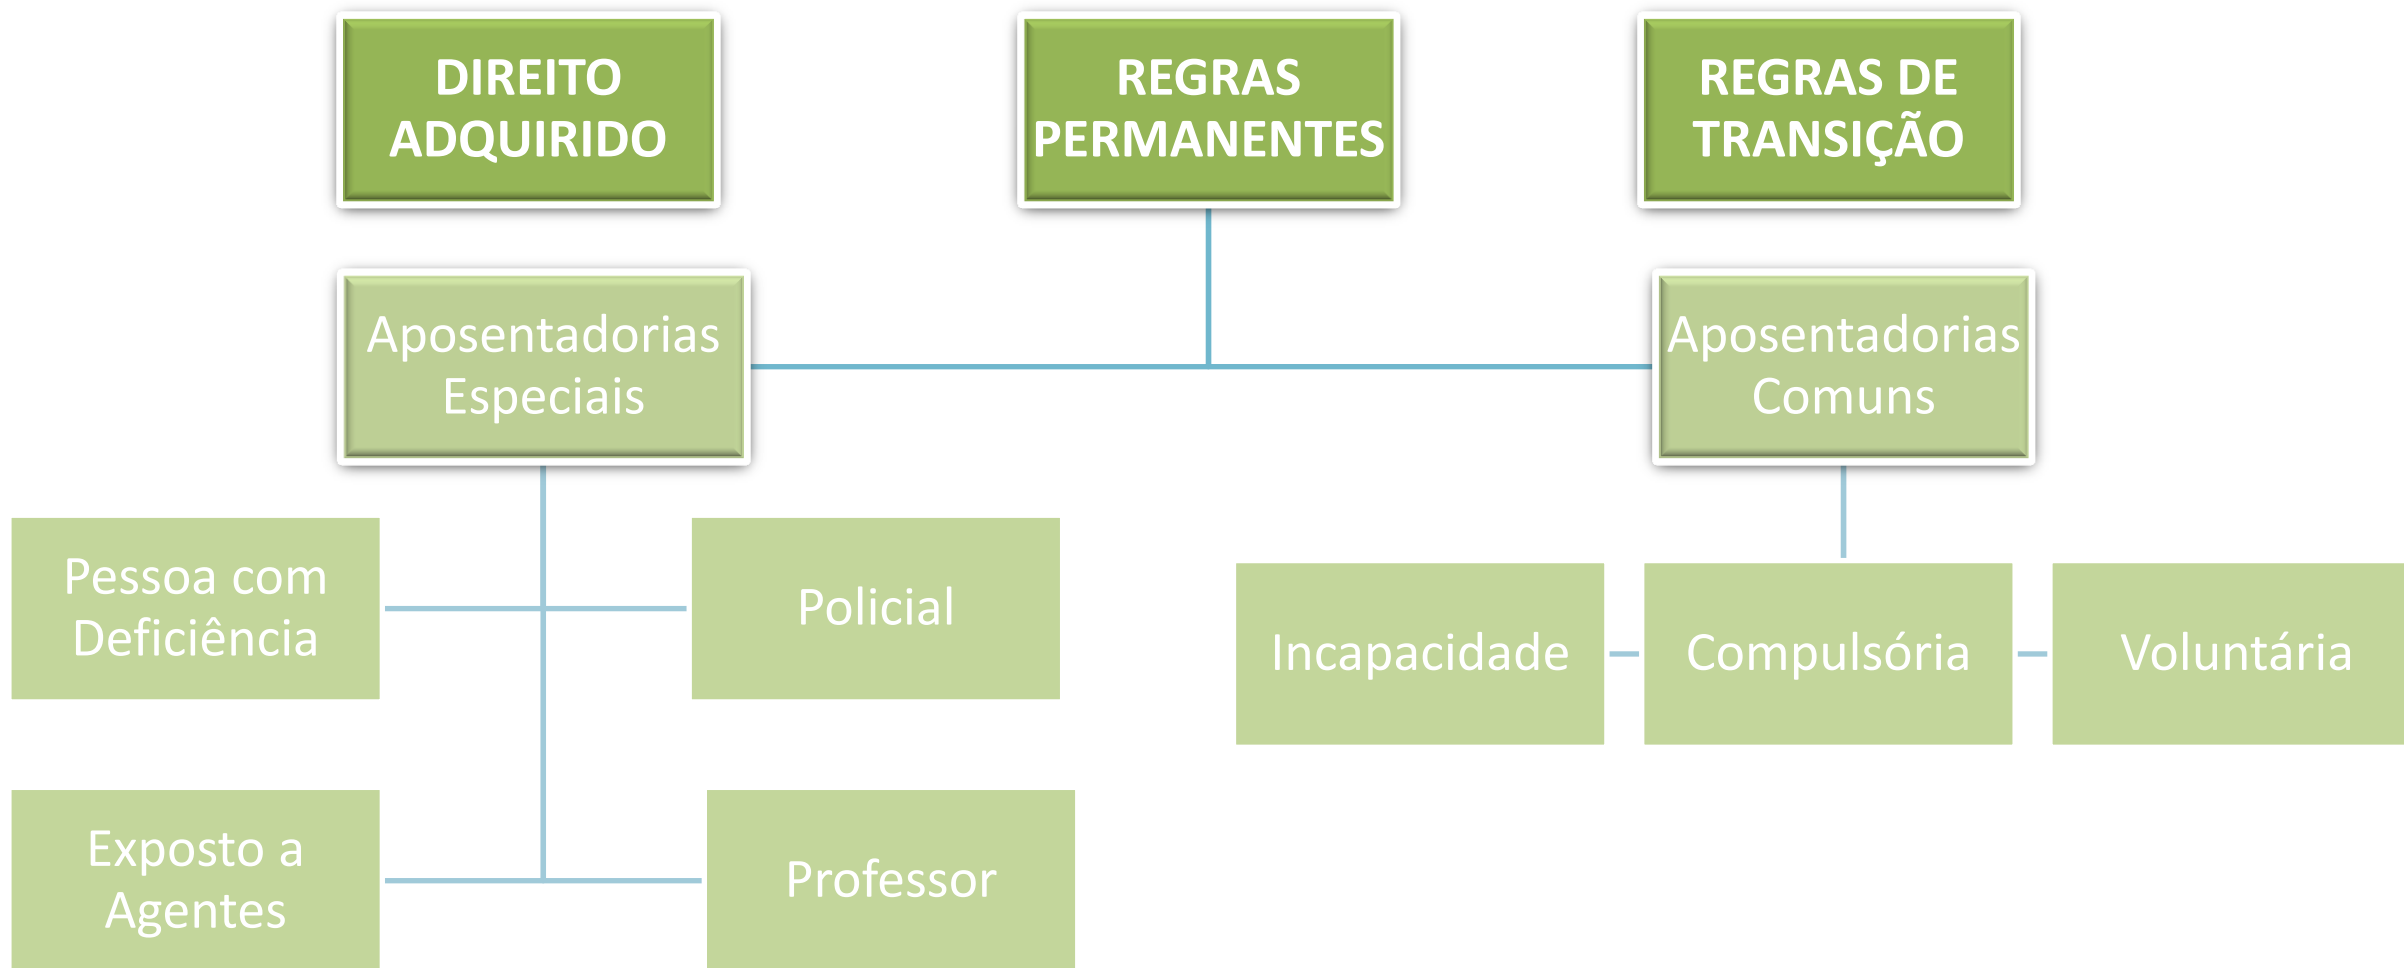 DIREITO
ADQUIRIDO
REGRAS
PERMANENTES
REGRAS DE
TRANSIÇÃO
Aposentadorias
Especiais
Aposentadorias
Comuns
Pessoa com
Deficiência
Policial
Incapacidade
Compulsória
Voluntária
Exposto a
Agentes
Professor